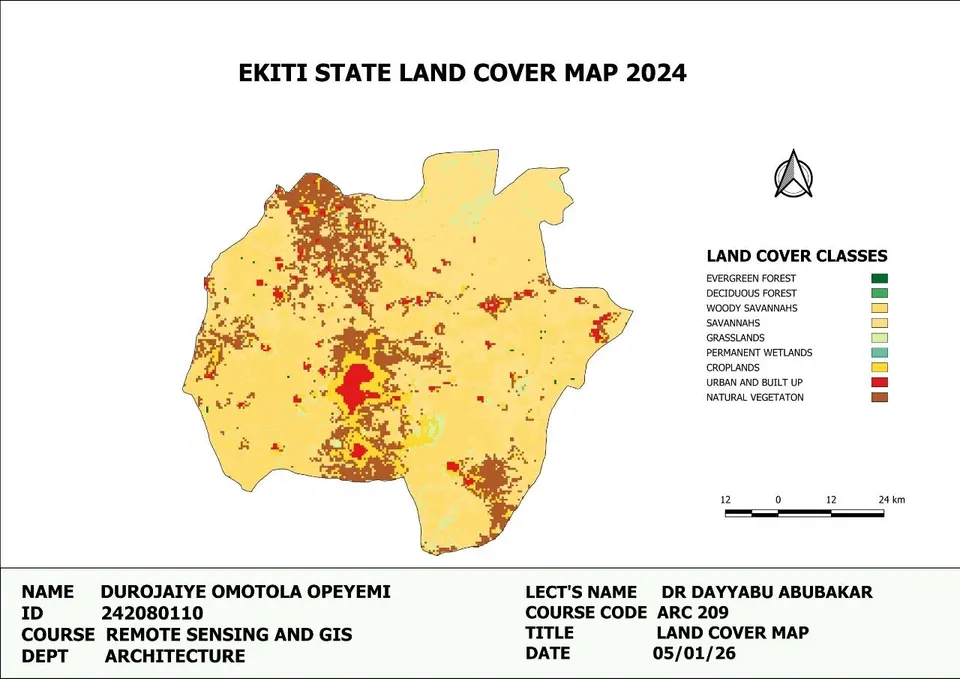 EKITI STATE LAND COVER MAP 2024
LAND COVER CLASSES
EVERGREEN FOREST
DECIDUOUS FOREST
WOODY SAVANNAHS
SAVANNAHS
GRASSLANDS
PERMANENT WETLANDS
CROPLANDS
URBAN AND BUILT UP
NATURAL VEGETATON
12 0 12 24 km
NAME DUROJAIYE OMOTOLA OPEYEMI
ID 242080110
COURSE REMOTE SENSING AND GIS
DEPT ARCHITECTURE
LECT'S NAME DR DAYYABU ABUBAKAR
COURSE CODE ARC 209
TITLE LAND COVER MAP
DATE 05/01/26